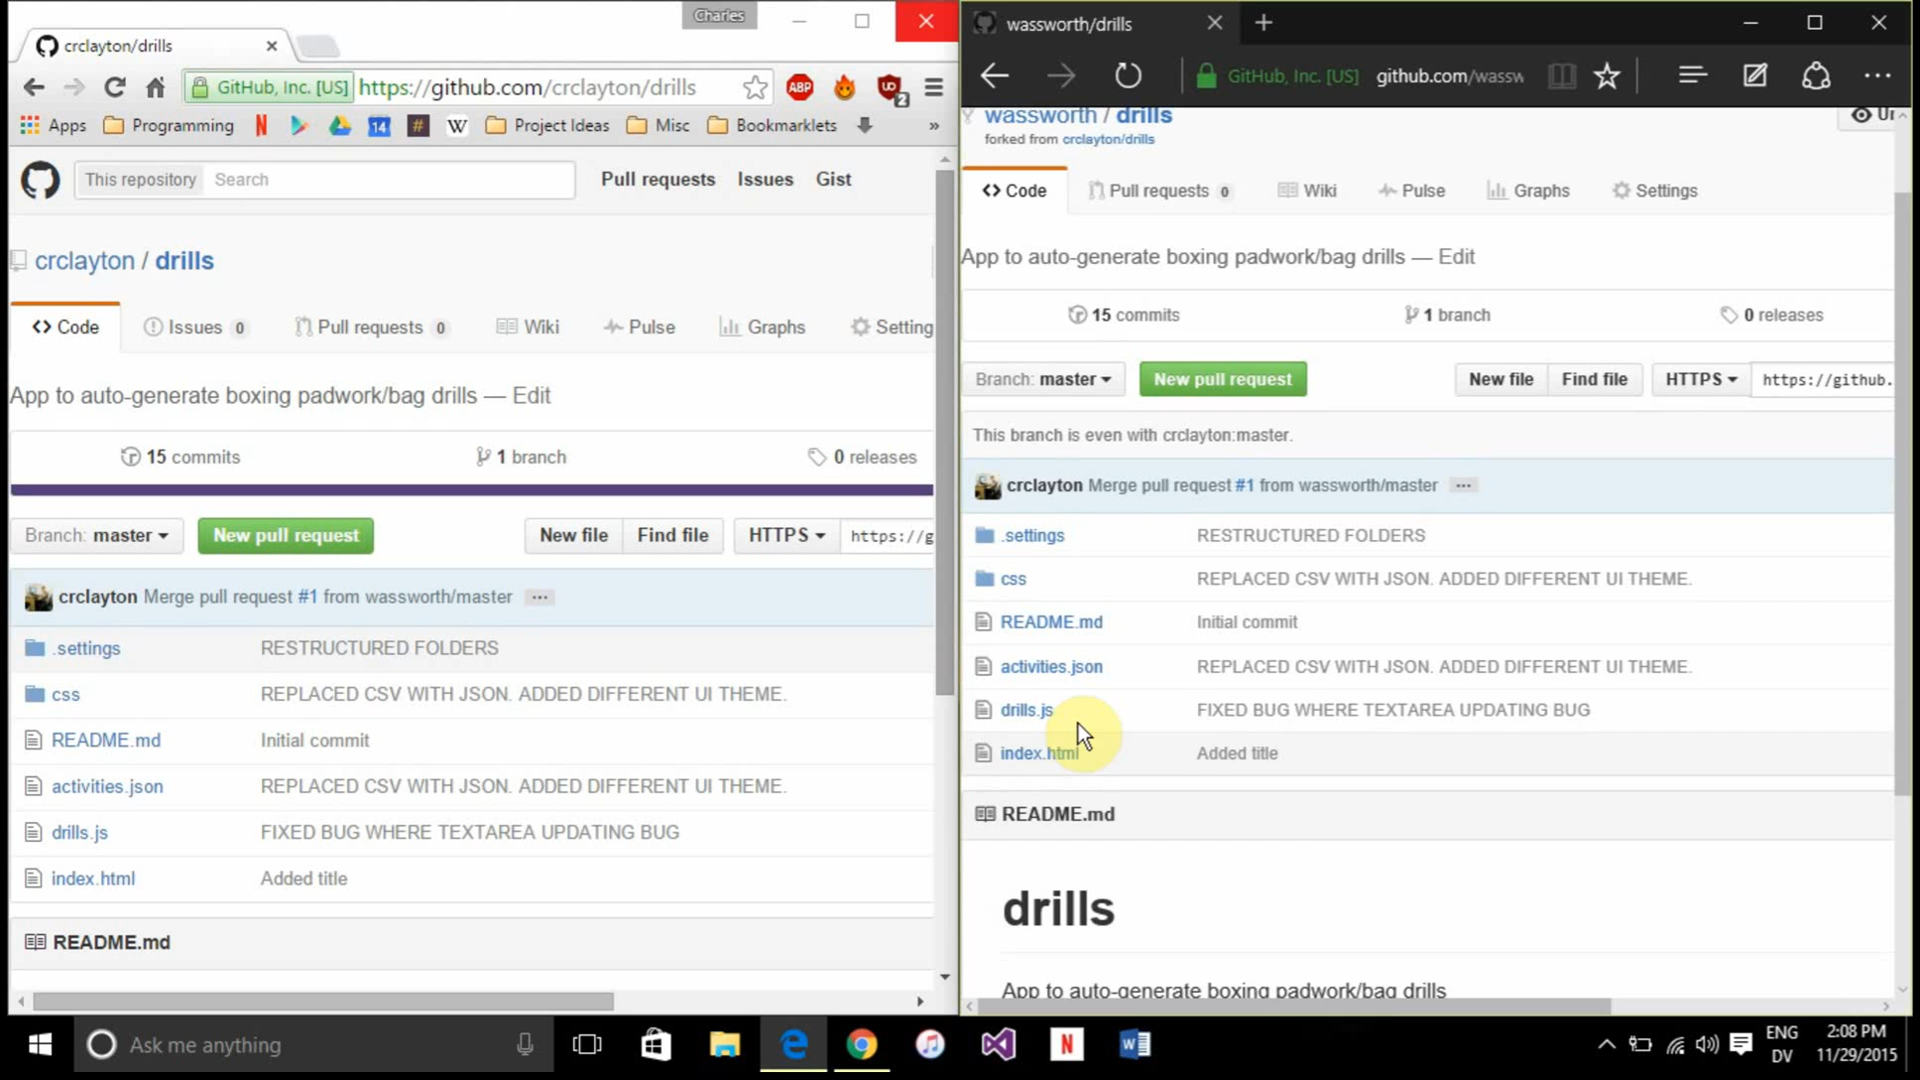 Charles
crclayton/drills
GitHub, Inc. [US] https://github.com/crclayton/drills
ABP
UD
2
Apps Programming N 14 # W Project Ideas Misc Bookmarklets »
This repository Search Pull requests Issues Gist
crclayton / drills
<> Code Issues 0 Pull requests 0 Wiki Pulse Graphs Setting
App to auto-generate boxing padwork/bag drills — Edit
15 commits 1 branch 0 releases
Branch: master New pull request New file Find file HTTPS https://g
crclayton Merge pull request #1 from wassworth/master ...
.settings RESTRUCTURED FOLDERS
css REPLACED CSV WITH JSON. ADDED DIFFERENT UI THEME.
README.md Initial commit
activities.json REPLACED CSV WITH JSON. ADDED DIFFERENT UI THEME.
drills.js FIXED BUG WHERE TEXTAREA UPDATING BUG
index.html Added title
README.md
wassworth/drills
GitHub, Inc. [US] github.com/wassw
wassworth / drills
forked from crclayton/drills
<> Code Pull requests 0 Wiki Pulse Graphs Settings
App to auto-generate boxing padwork/bag drills — Edit
15 commits 1 branch 0 releases
Branch: master New pull request New file Find file HTTPS https://github.
This branch is even with crclayton:master.
crclayton Merge pull request #1 from wassworth/master ...
.settings RESTRUCTURED FOLDERS
css REPLACED CSV WITH JSON. ADDED DIFFERENT UI THEME.
README.md Initial commit
activities.json REPLACED CSV WITH JSON. ADDED DIFFERENT UI THEME.
drills.js FIXED BUG WHERE TEXTAREA UPDATING BUG
index.html Added title
README.md
drills
App to auto-generate boxing padwork/bag drills
Ask me anything N W ENG 2:08 PM
DV 11/29/2015